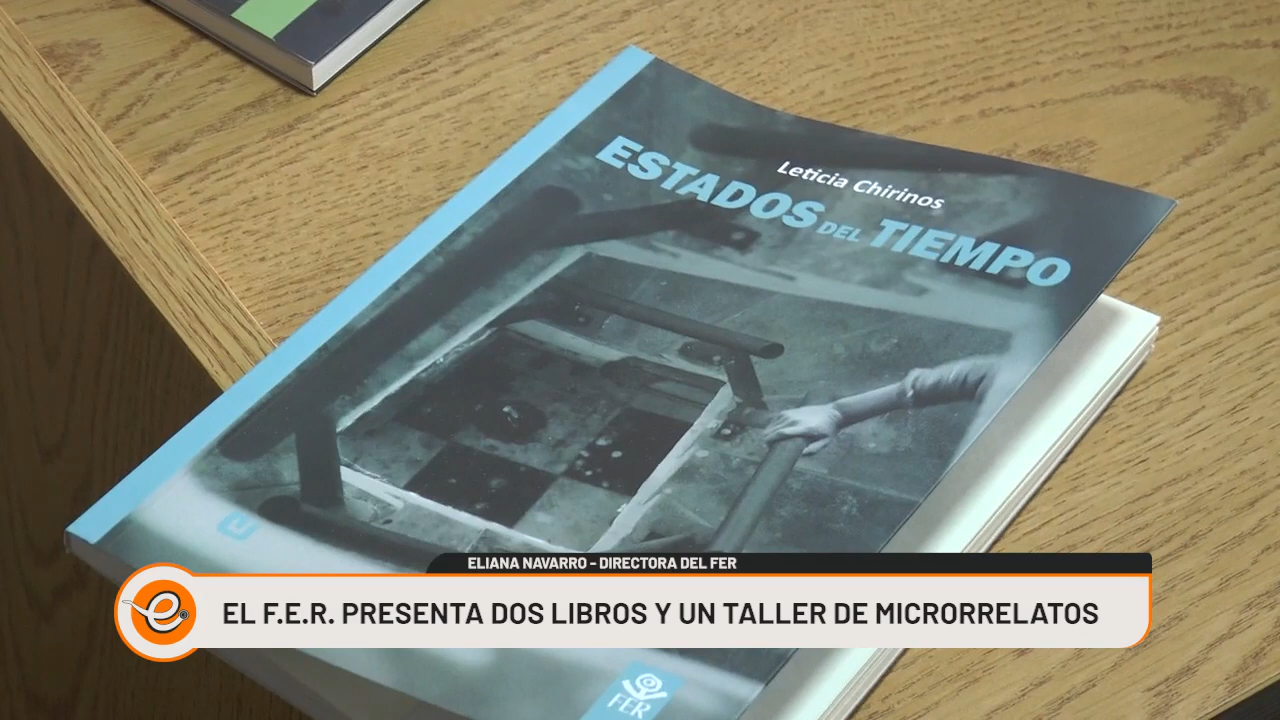 Leticia Chirinos
ESTADOS DEL TIEMPO
FER
ELIANA NAVARRO - DIRECTORA DEL FER
e
EL F.E.R. PRESENTA DOS LIBROS Y UN TALLER DE MICRORRELATOS